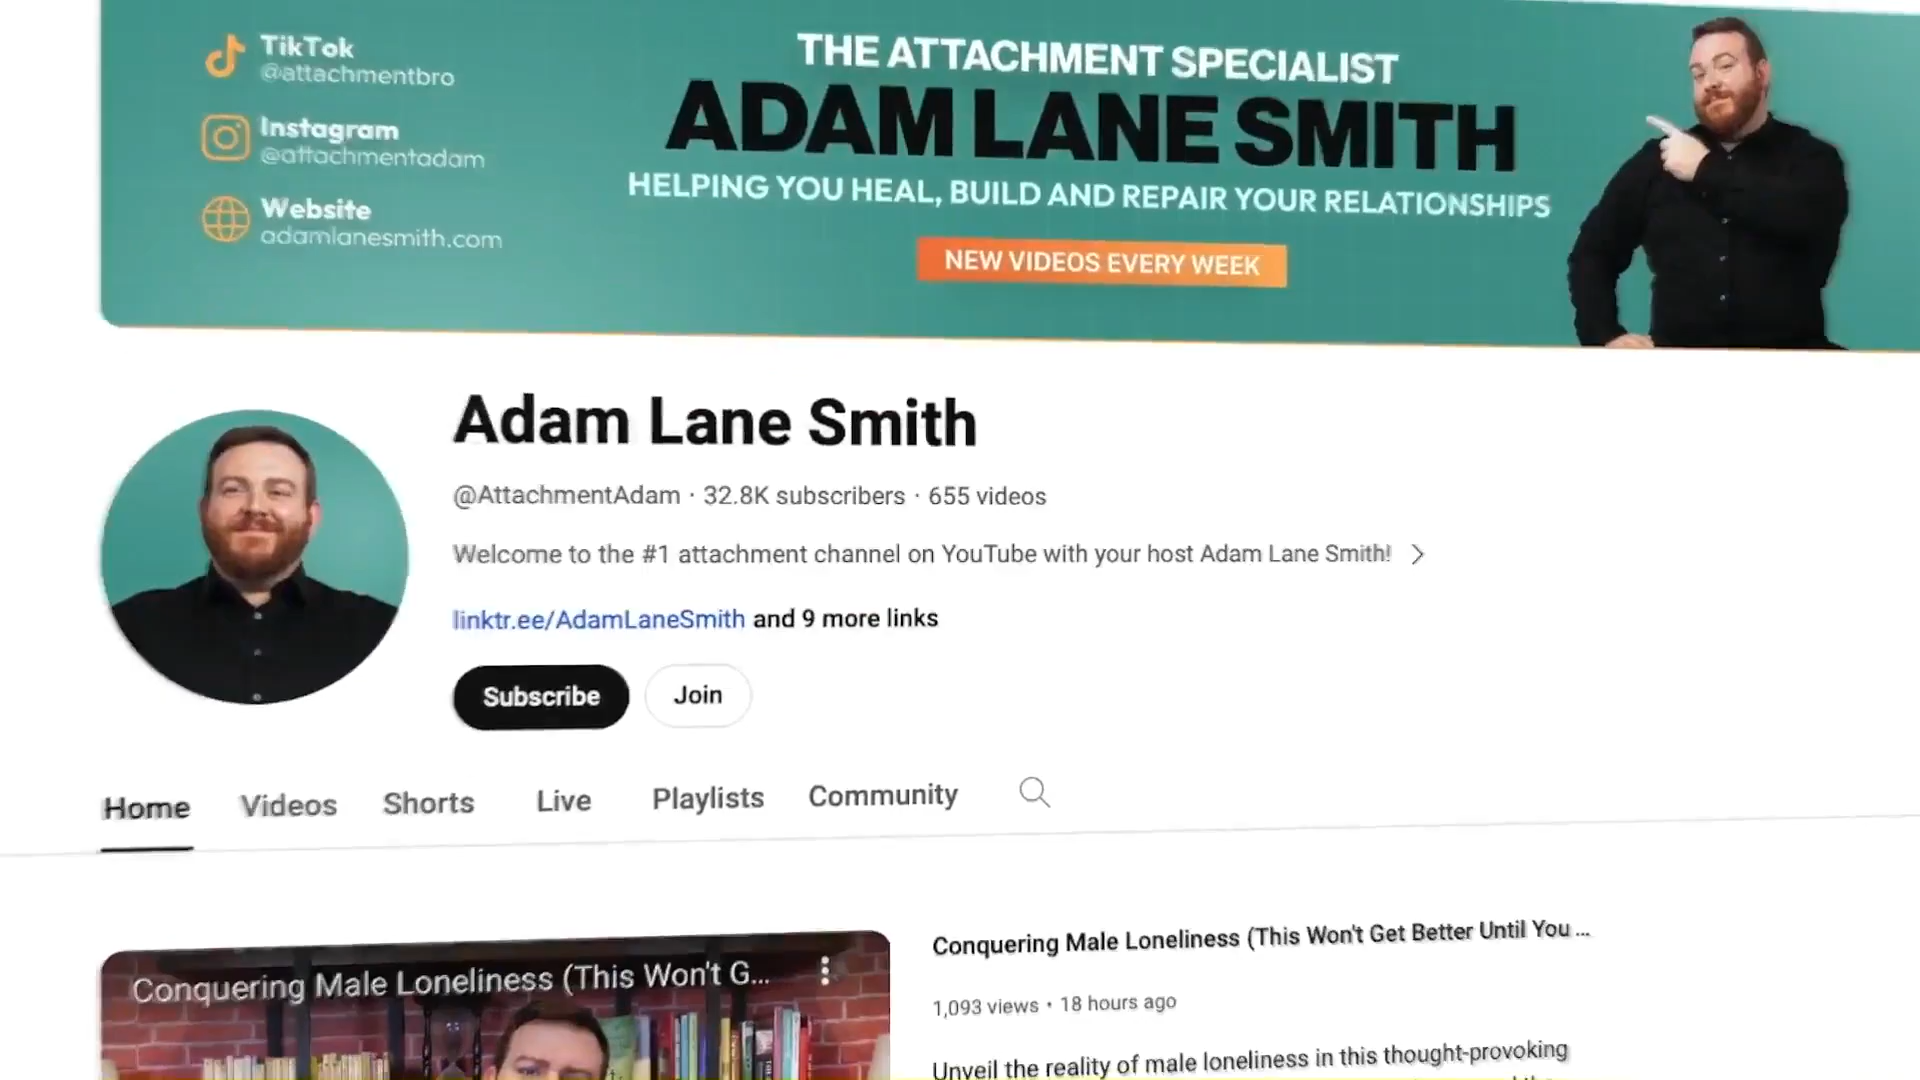 TikTok
@attachmentbro
Instagram
@attachmentadam
Website
adamlanesmith.com
THE ATTACHMENT SPECIALIST
ADAM LANE SMITH
HELPING YOU HEAL, BUILD AND REPAIR YOUR RELATIONSHIPS
NEW VIDEOS EVERY WEEK
Adam Lane Smith
@AttachmentAdam · 32.8K subscribers · 655 videos
Welcome to the #1 attachment channel on YouTube with your host Adam Lane Smith!
linktr.ee/AdamLaneSmith and 9 more links
Subscribe
Join
Home Videos Shorts Live Playlists Community
Conquering Male Loneliness (This Won't G...
Conquering Male Loneliness (This Won't Get Better Until You ...
1,093 views • 18 hours ago
Unveil the reality of male loneliness in this thought-provoking